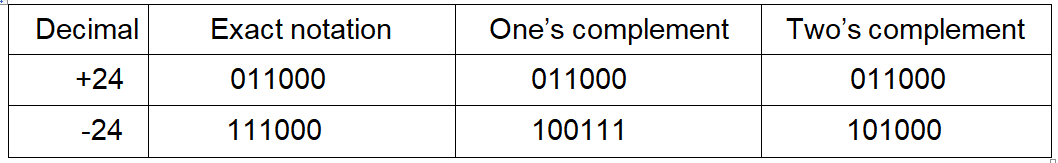 Decimal Exact notation One’s complement Two’s complement
+24 011000 011000 011000
-24 111000 100111 101000